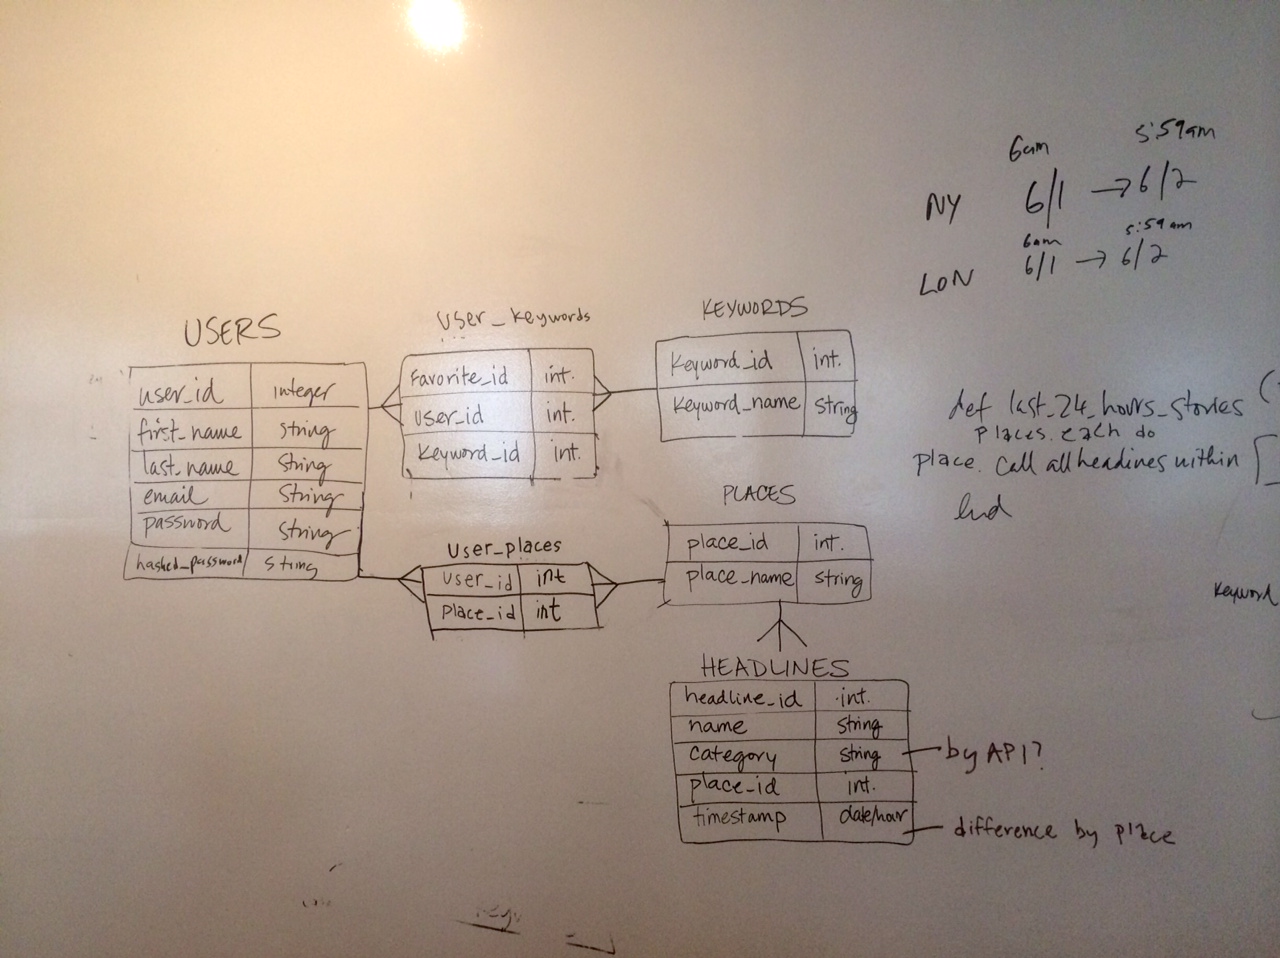 6am 5:59am
NY 6/1 → 6/2
6am 5:59am
LON 6/1 → 6/2
USERS
user_id integer
first_name string
last_name string
email string
password string
hashed_password string
User_keywords
Favorite_id int.
User_id int.
Keyword_id int.
KEYWORDS
Keyword_id int.
Keyword_name string
def last_24_hours_stories
places.each do
place. Call all headines within
end
User_places
user_id int
place_id int
PLACES
place_id int.
place_name string
Keyword
HEADLINES
headline_id int.
name string
category string
by API?
place_id int.
timestamp date/hour
difference by place